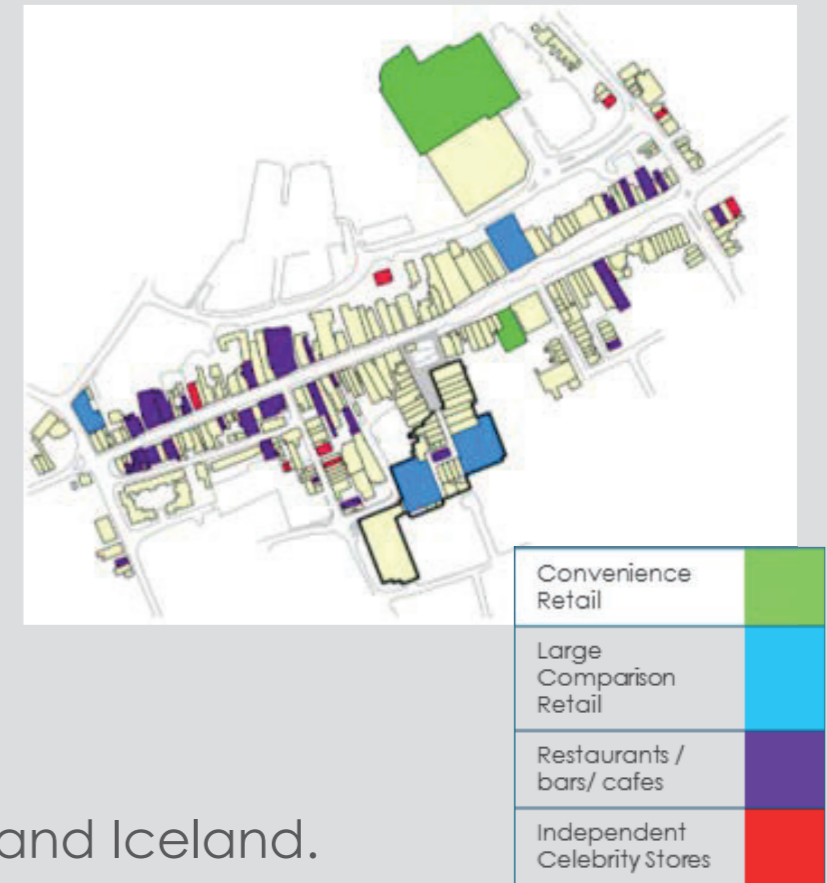 Convenience
Retail
Large
Comparison
Retail
Restaurants /
bars/ cafes
Independent
Celebrity Stores
and Iceland.